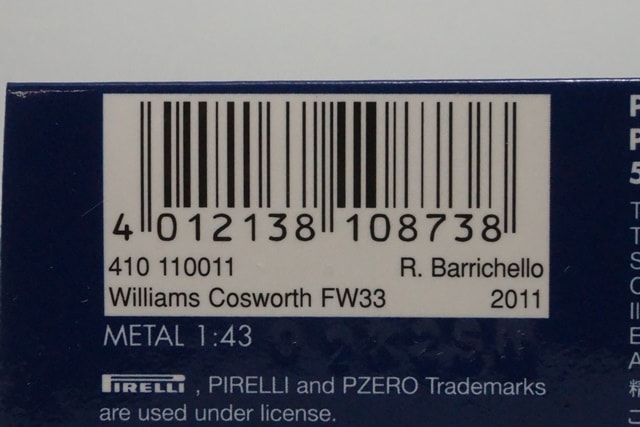 4 012138 108738
410 110011 R. Barrichello
Williams Cosworth FW33 2011
METAL 1:43
PIRELLI , PIRELLI and PZERO Trademarks
are used under license.